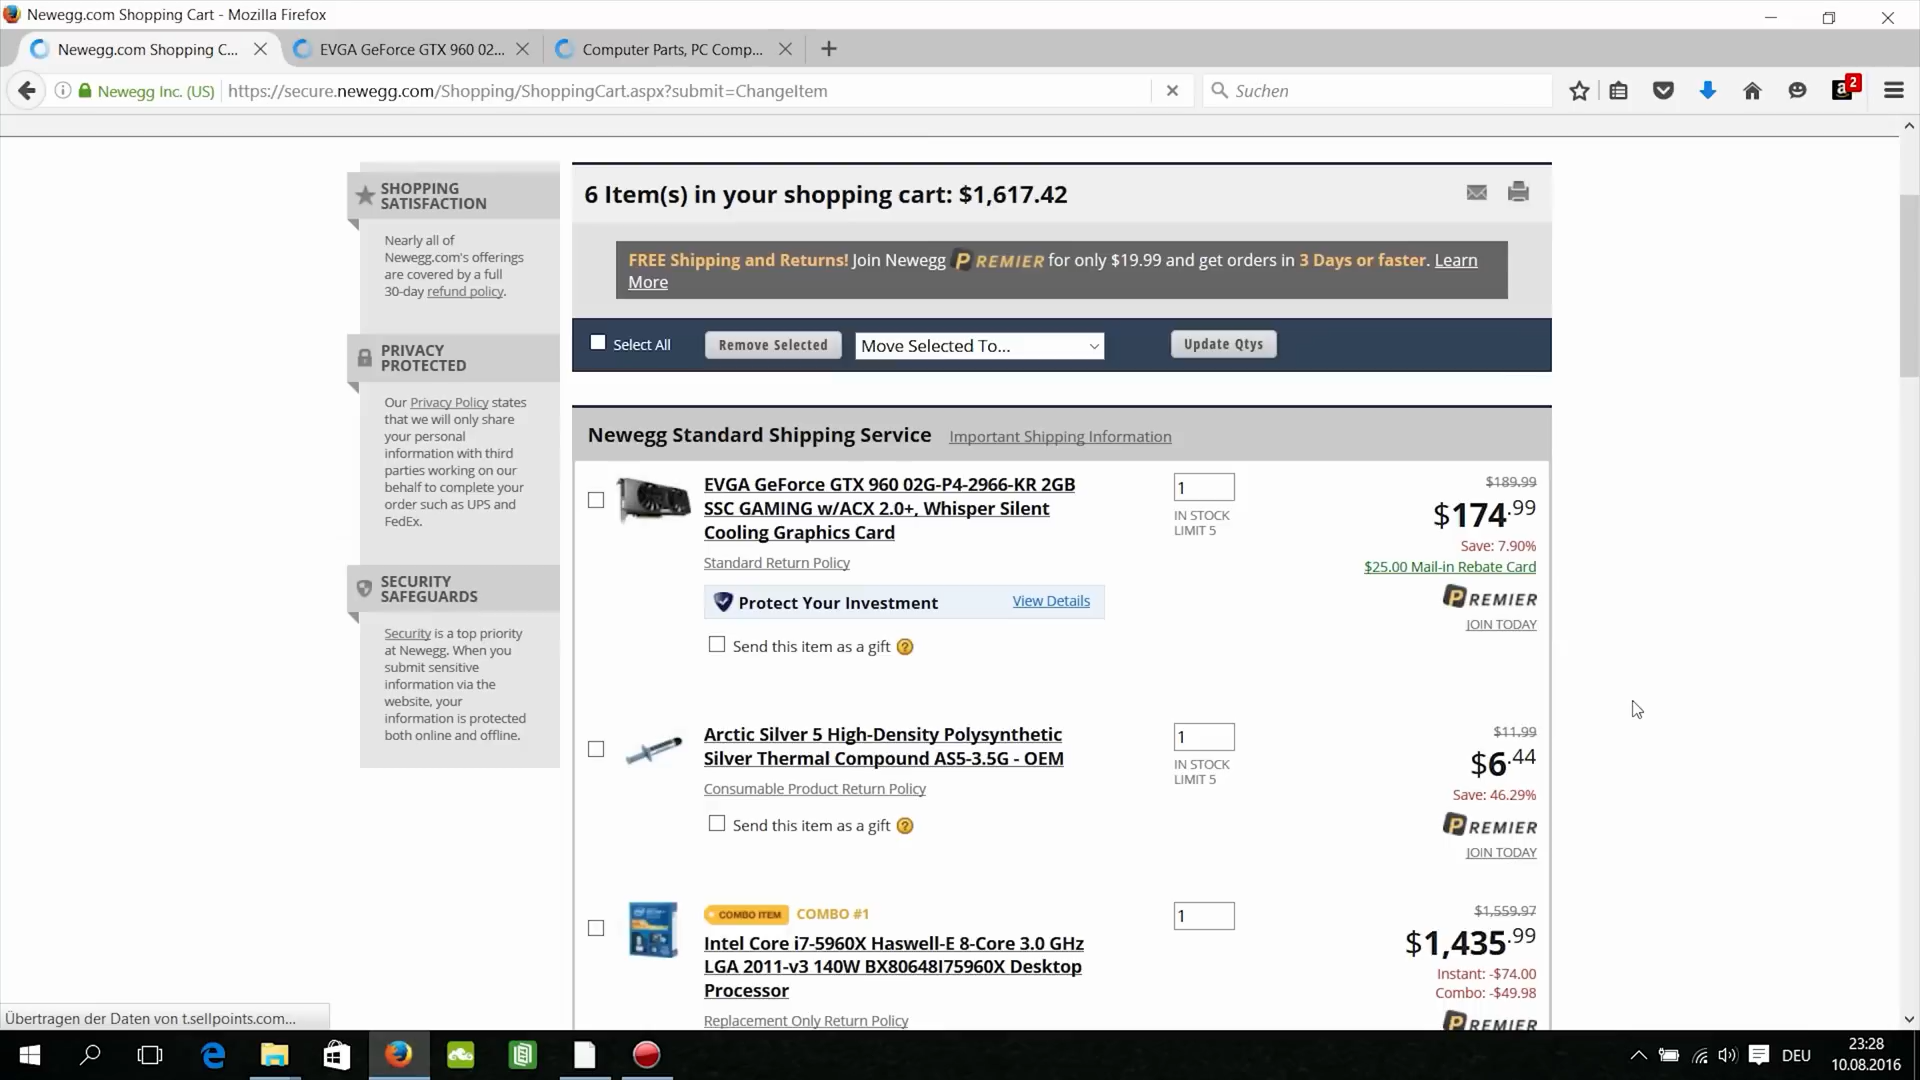 Newegg.com Shopping Cart - Mozilla Firefox
Newegg.com Shopping C...
EVGA GeForce GTX 960 02...
Computer Parts, PC Comp...
Newegg Inc. (US)
https://secure.newegg.com/Shopping/ShoppingCart.aspx?submit=ChangeItem
Suchen
2
SHOPPING
SATISFACTION
Nearly all of
Newegg.com's offerings
are covered by a full
30-day refund policy.
PRIVACY
PROTECTED
Our Privacy Policy states
that we will only share
your personal
information with third
parties working on our
behalf to complete your
order such as UPS and
FedEx.
SECURITY
SAFEGUARDS
Security is a top priority
at Newegg. When you
submit sensitive
information via the
website, your
information is protected
both online and offline.
6 Item(s) in your shopping cart: $1,617.42
FREE Shipping and Returns! Join Newegg PREMIER for only $19.99 and get orders in 3 Days or faster. Learn
More
Select All
Remove Selected
Move Selected To...
Update Qtys
Newegg Standard Shipping Service
Important Shipping Information
EVGA GeForce GTX 960 02G-P4-2966-KR 2GB
SSC GAMING w/ACX 2.0+, Whisper Silent
Cooling Graphics Card
Standard Return Policy
Protect Your Investment
View Details
Send this item as a gift ?
1
IN STOCK
LIMIT 5
$189.99
$174.99
Save: 7.90%
$25.00 Mail-in Rebate Card
PREMIER
JOIN TODAY
Arctic Silver 5 High-Density Polysynthetic
Silver Thermal Compound AS5-3.5G - OEM
Consumable Product Return Policy
Send this item as a gift ?
1
IN STOCK
LIMIT 5
$11.99
$6.44
Save: 46.29%
PREMIER
JOIN TODAY
COMBO ITEM COMBO #1
Intel Core i7-5960X Haswell-E 8-Core 3.0 GHz
LGA 2011-v3 140W BX80648I75960X Desktop
Processor
Replacement Only Return Policy
1
$1,559.97
$1,435.99
Instant: -$74.00
Combo: -$49.98
PREMIER
Übertragen der Daten von t.sellpoints.com...
DEU
23:28
10.08.2016